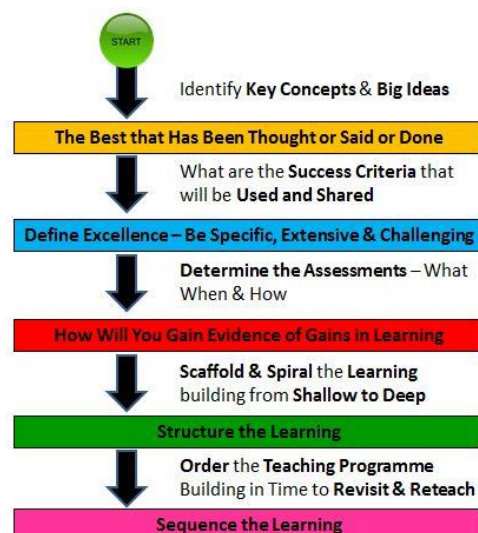 START
Identify Key Concepts & Big Ideas
The Best that Has Been Thought or Said or Done
What are the Success Criteria that
will be Used and Shared
Define Excellence – Be Specific, Extensive & Challenging
Determine the Assessments – What
When & How
How Will You Gain Evidence of Gains in Learning
Scaffold & Spiral the Learning
building from Shallow to Deep
Structure the Learning
Order the Teaching Programme
Building in Time to Revisit & Reteach
Sequence the Learning